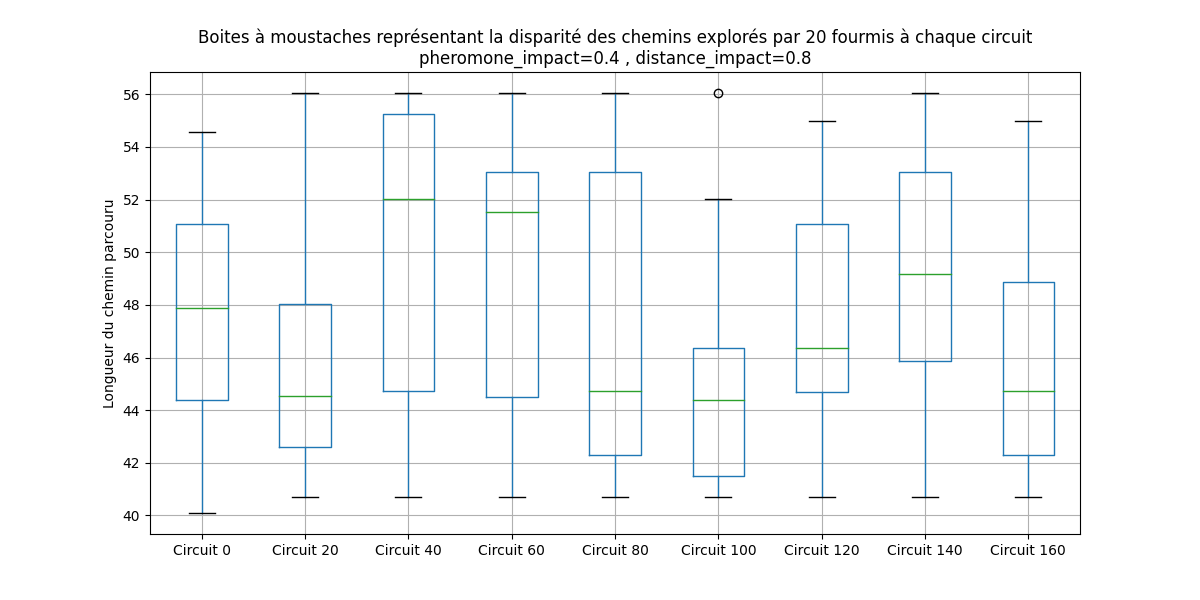 Boites à moustaches représentant la disparité des chemins explorés par 20 fourmis à chaque circuit
pheromone_impact=0.4 , distance_impact=0.8
Longueur du chemin parcouru
56
54
52
50
48
46
44
42
40
Circuit 0
Circuit 20
Circuit 40
Circuit 60
Circuit 80
Circuit 100
Circuit 120
Circuit 140
Circuit 160